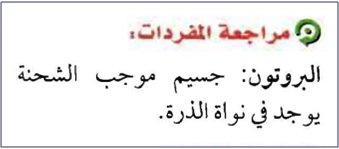 مراجعة المفردات:
البروتون: جسيم موجب الشحنة
يوجد في نواة الذرة.